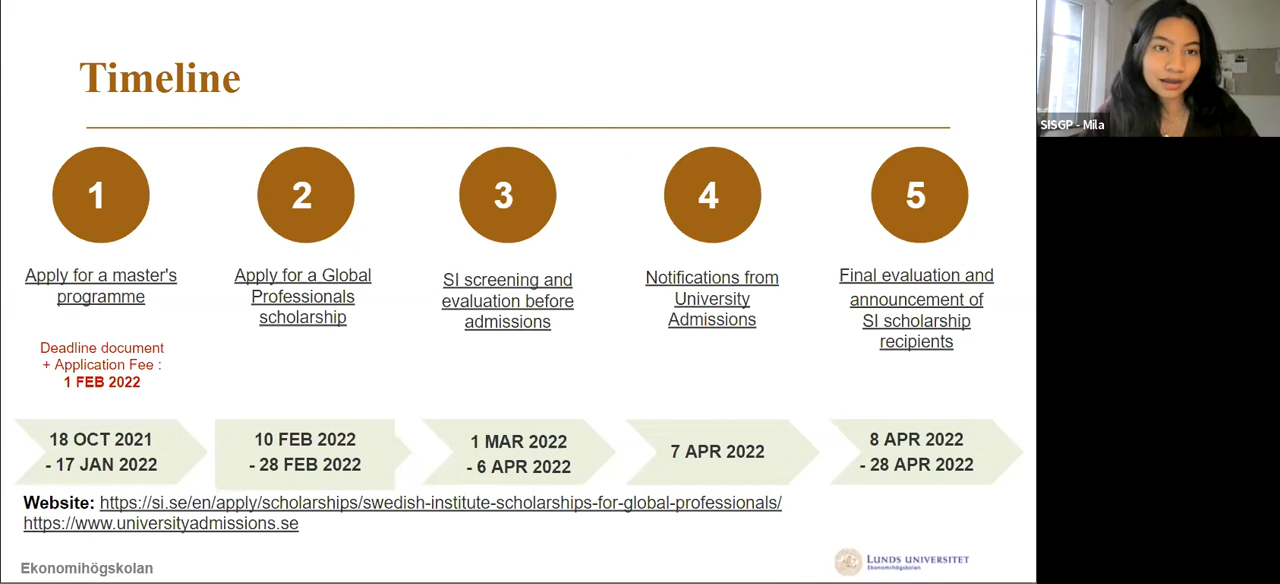 Timeline
1
2
3
4
5
Apply for a master's
programme
Apply for a Global
Professionals
scholarship
SI screening and
evaluation before
admissions
Notifications from
University
Admissions
Final evaluation and
announcement of
SI scholarship
recipients
Deadline document
+ Application Fee :
1 FEB 2022
18 OCT 2021
- 17 JAN 2022
10 FEB 2022
- 28 FEB 2022
1 MAR 2022
- 6 APR 2022
7 APR 2022
8 APR 2022
- 28 APR 2022
Website: https://si.se/en/apply/scholarships/swedish-institute-scholarships-for-global-professionals/
https://www.universityadmissions.se
Ekonomihögskolan
LUNDS UNIVERSITET
Ekonomihögskolan
SISGP - Mila